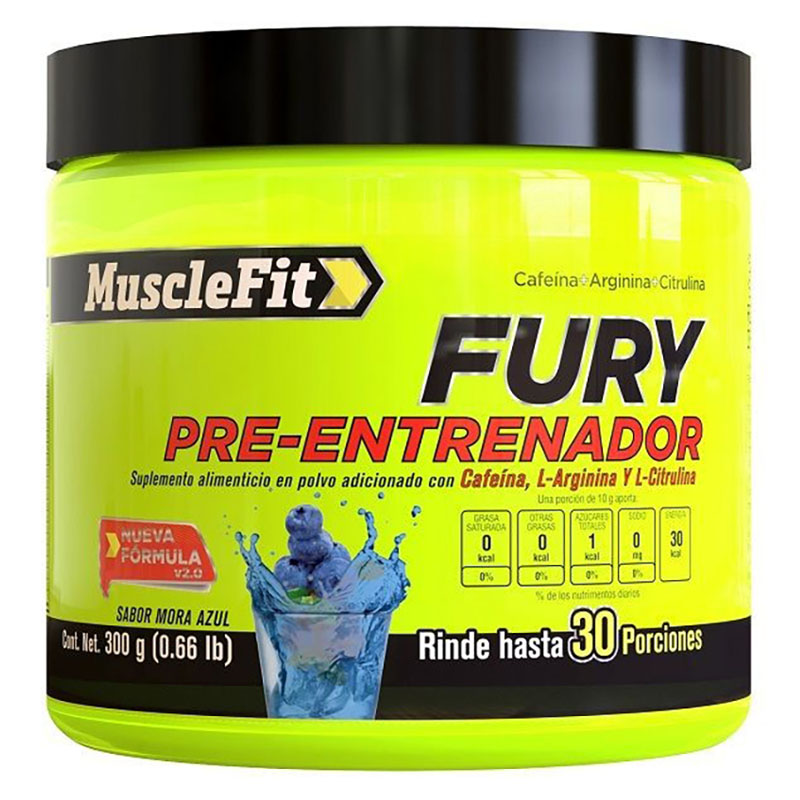 MuscleFit
Cafeína+Arginina+Citrulina
FURY
PRE-ENTRENADOR
Suplemento alimenticio en polvo adicionado con Cafeína, L-Arginina Y L-Citrulina
Una porción de 10 g aporta:
GRASA SATURADA
0
kcal
0%
OTRAS GRASAS
0
kcal
0%
AZÚCARES TOTALES
1
kcal
0%
SODIO
0
mg
0%
ENERGÍA
30
kcal
% de los nutrimentos diarios
NUEVA
FÓRMULA
V2.0
SABOR MORA AZUL
Cont. Net. 300 g (0.66 lb)
Rinde hasta 30 Porciones